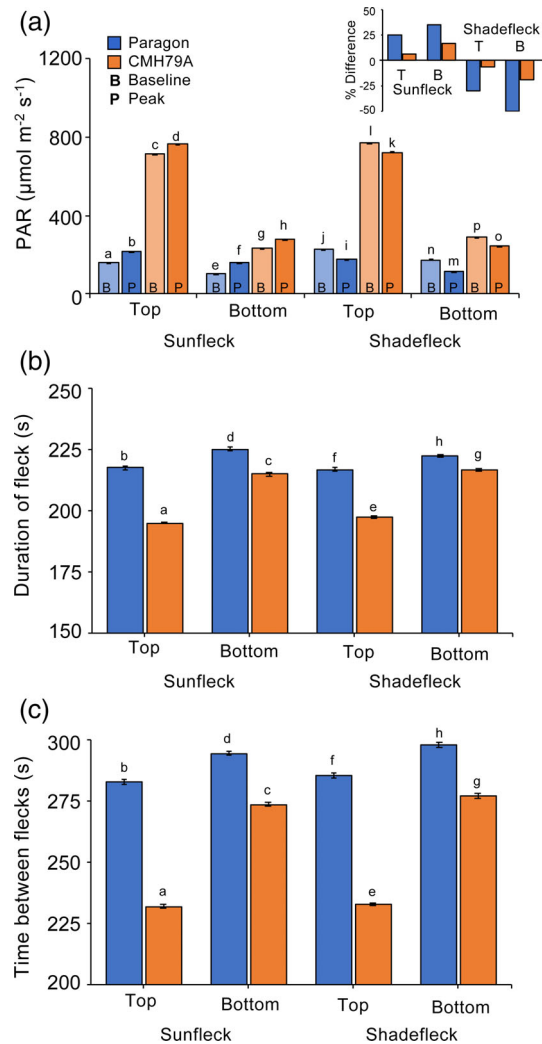 (a)
Paragon
CMH79A
B Baseline
P Peak
PAR (µmol m⁻² s⁻¹)
1200
800
400
0
% Difference
50
25
0
-25
-50
T B T B
Sunfleck
Shadefleck
a b c d e f g h j i l k n m p o
B P B P B P B P B P B P B P B P
Top Bottom Top Bottom
Sunfleck Shadefleck
(b)
Duration of fleck (s)
250
225
200
175
150
b a d c f e h g
Top Bottom Top Bottom
Sunfleck Shadefleck
(c)
Time between flecks (s)
300
275
250
225
200
b a d c f e h g
Top Bottom Top Bottom
Sunfleck Shadefleck